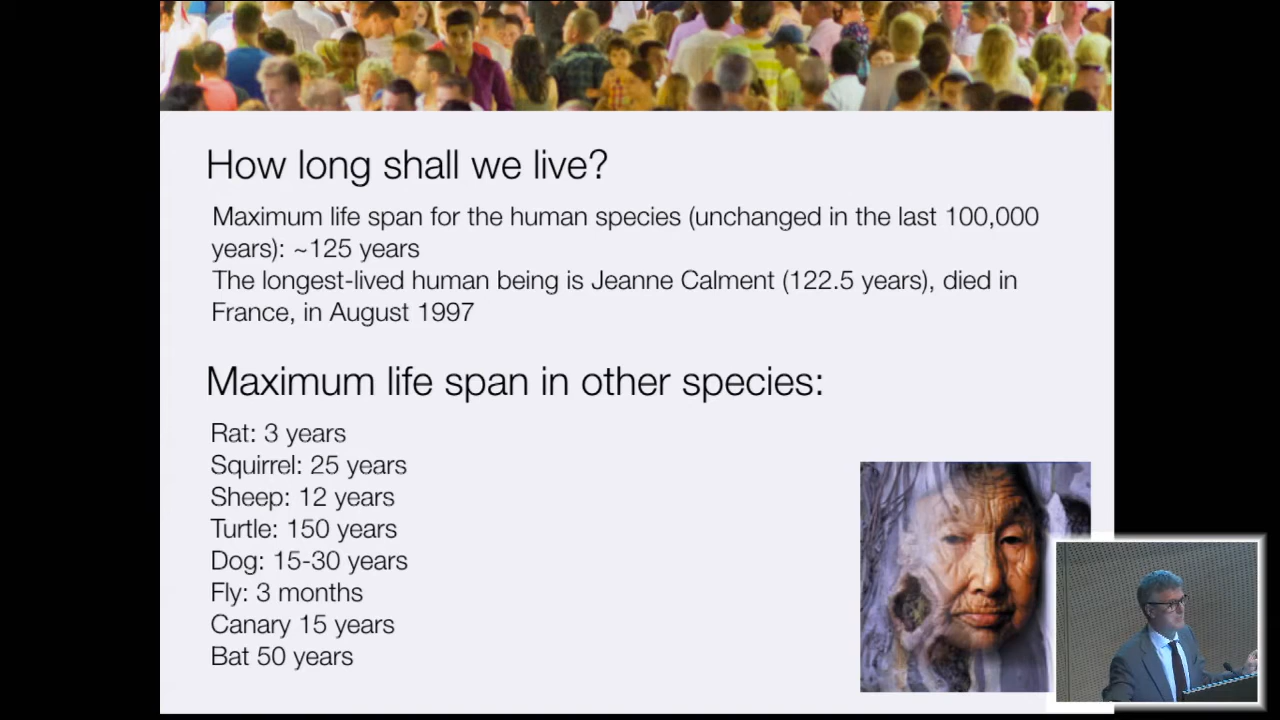 How long shall we live?
Maximum life span for the human species (unchanged in the last 100,000
years): ~125 years
The longest-lived human being is Jeanne Calment (122.5 years), died in
France, in August 1997
Maximum life span in other species:
Rat: 3 years
Squirrel: 25 years
Sheep: 12 years
Turtle: 150 years
Dog: 15-30 years
Fly: 3 months
Canary 15 years
Bat 50 years